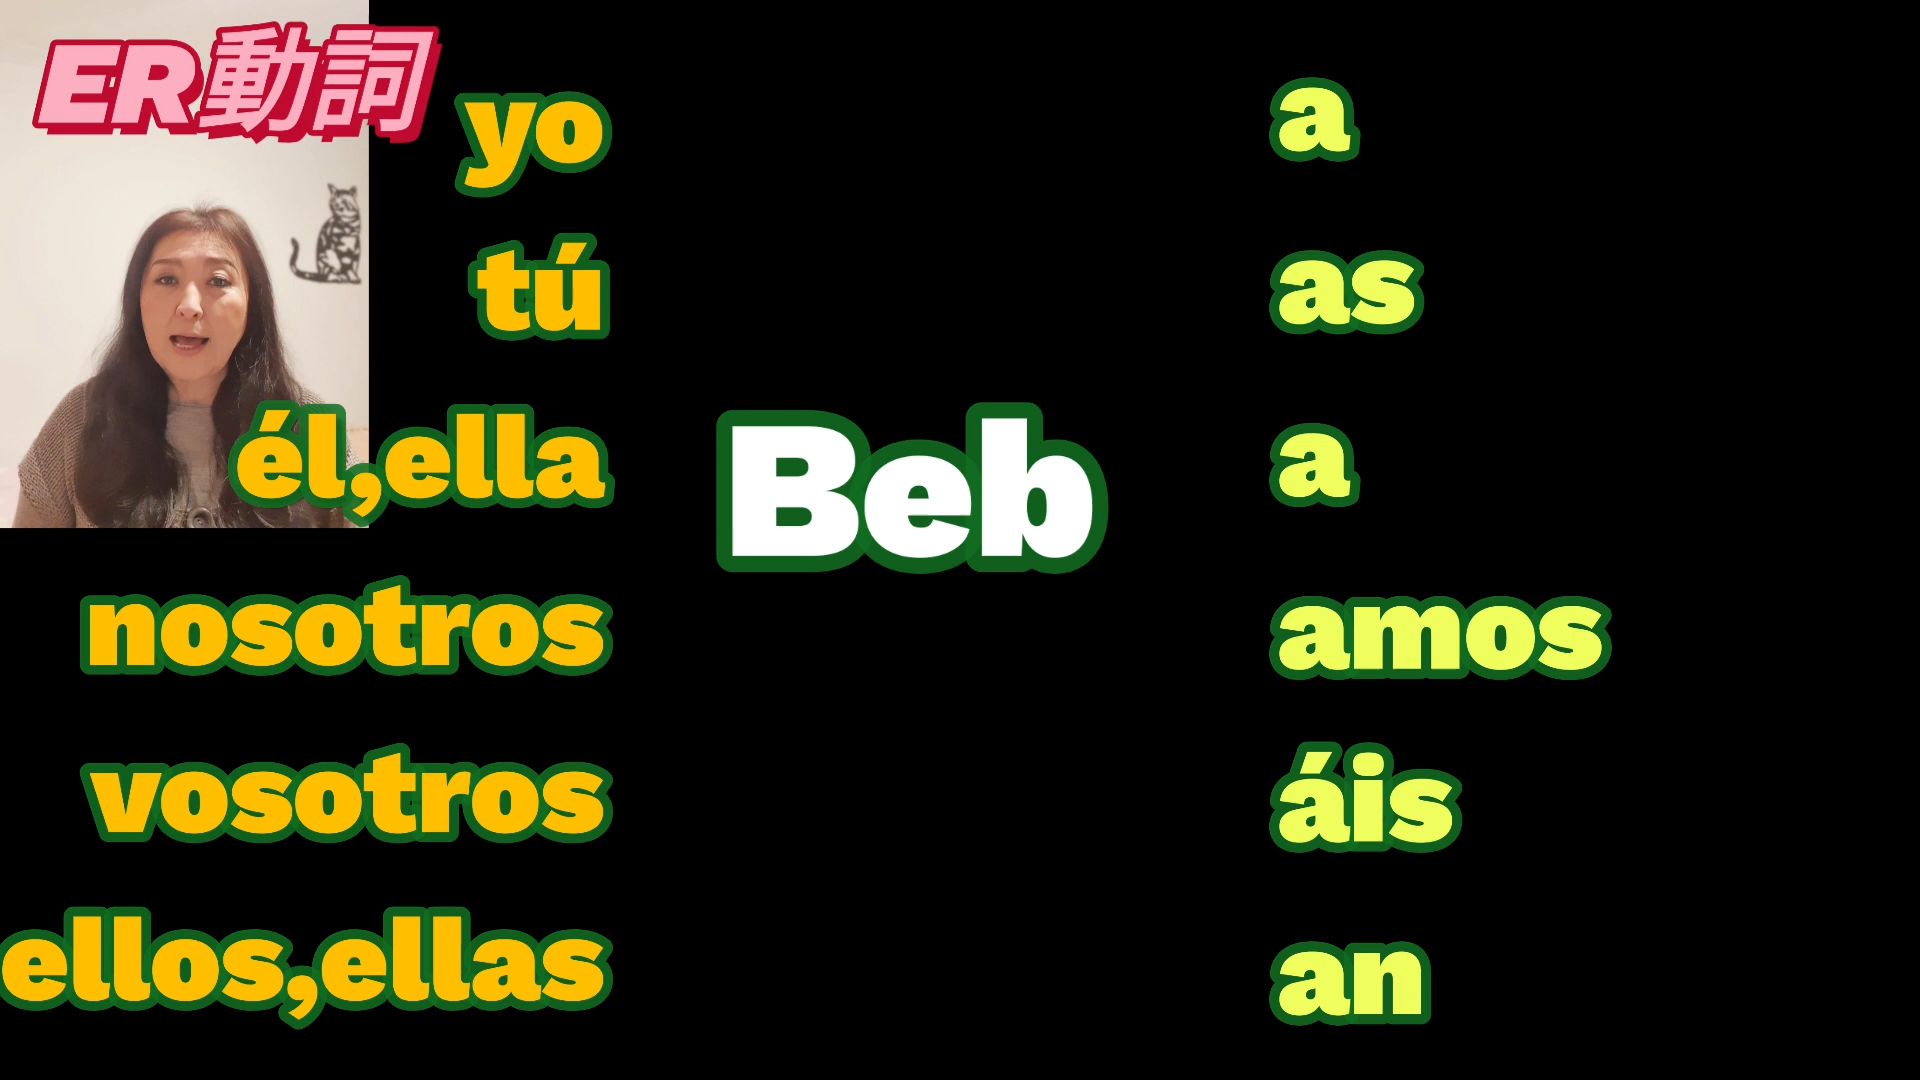 ER動詞
yo a
tú as
él,ella a
Beb
nosotros amos
vosotros áis
ellos,ellas an